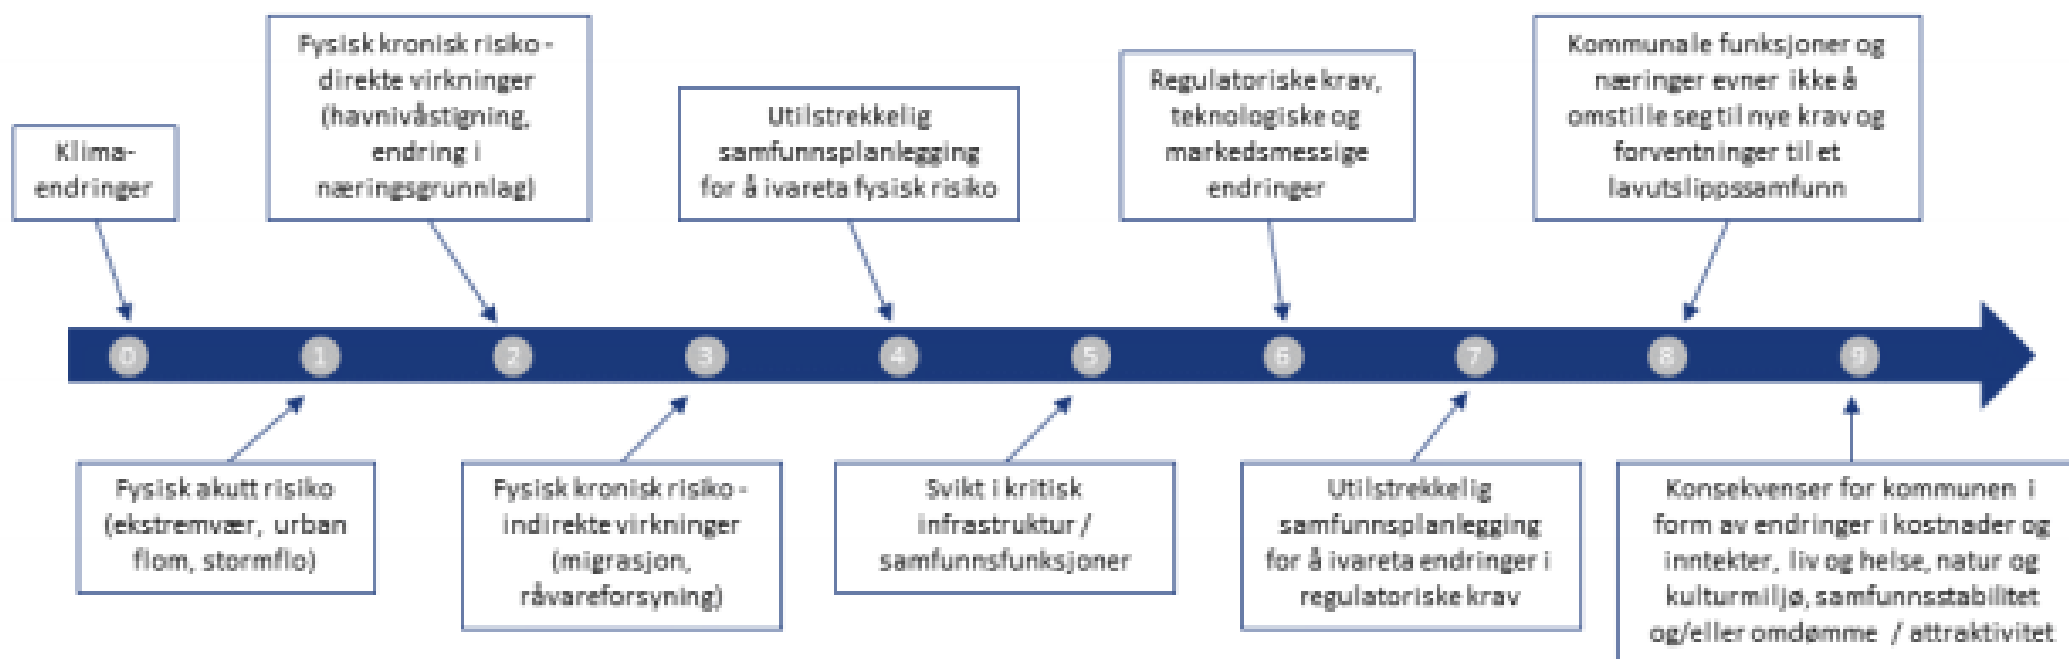 Klima-
endringer
Fysisk kronisk risiko -
direkte virkninger
(havnivåstigning,
endring i
næringsgrunnlag)
Utilstrekkelig
samfunnsplanlegging
for å ivareta fysisk risiko
Regulatoriske krav,
teknologiske og
markedsmessige
endringer
Kommunale funksjoner og
næringer evner ikke å
omstille seg til nye krav og
forventninger til et
lavutslippssamfunn
0 1 2 3 4 5 6 7 8 9
Fysisk akutt risiko
(ekstremvær, urban
flom, stormflo)
Fysisk kronisk risiko -
indirekte virkninger
(migrasjon,
råvareforsyning)
Svikt i kritisk
infrastruktur /
samfunnsfunksjoner
Utilstrekkelig
samfunnsplanlegging
for å ivareta endringer i
regulatoriske krav
Konsekvenser for kommunen i
form av endringer i kostnader og
inntekter, liv og helse, natur og
kulturmiljø, samfunnsstabilitet
og/eller omdømme / attraktivitet